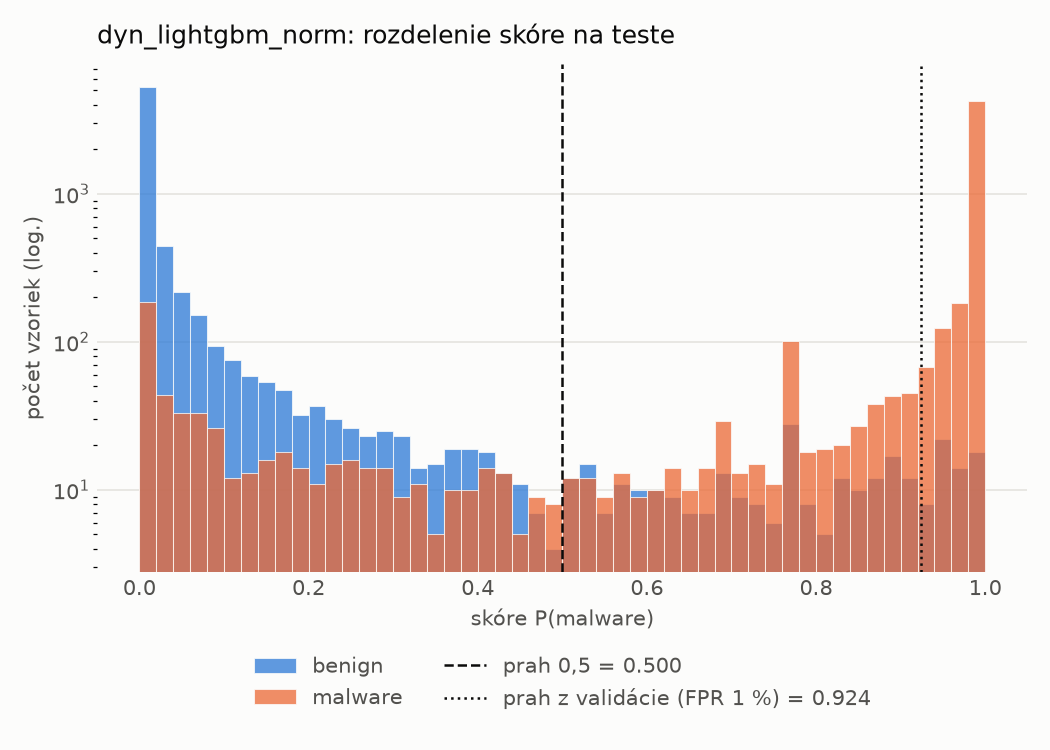 dyn_lightgbm_norm: rozdelenie skóre na teste
počet vzoriek (log.)
10³
10²
10¹
0.0 0.2 0.4 0.6 0.8 1.0
skóre P(malware)
benign
malware
prah 0,5 = 0.500
prah z validácie (FPR 1 %) = 0.924